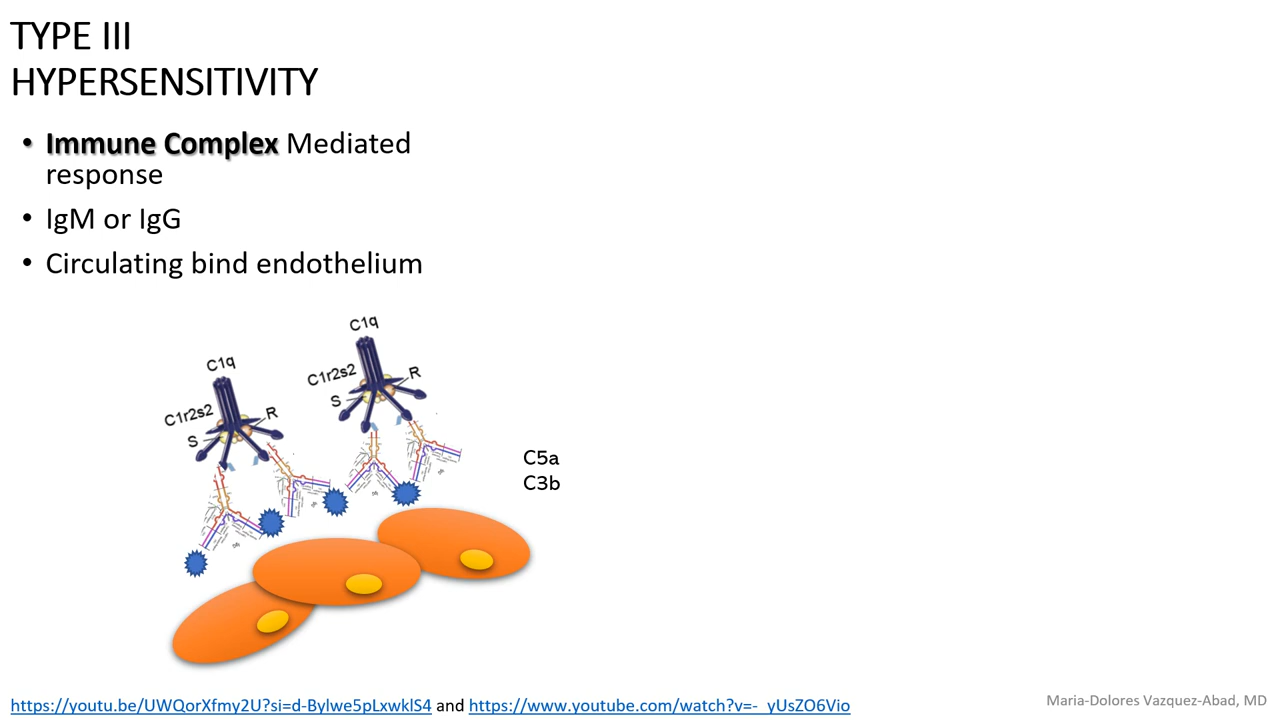 TYPE III
HYPERSENSITIVITY
• Immune Complex Mediated
response
• IgM or IgG
• Circulating bind endothelium
C1q
C1r2s2
R
S
C1q
C1r2s2
R
S
C5a
C3b
https://youtu.be/UWQorXfmy2U?si=d-Bylwe5pLxwklS4 and https://www.youtube.com/watch?v=-_yUsZO6Vio
Maria-Dolores Vazquez-Abad, MD